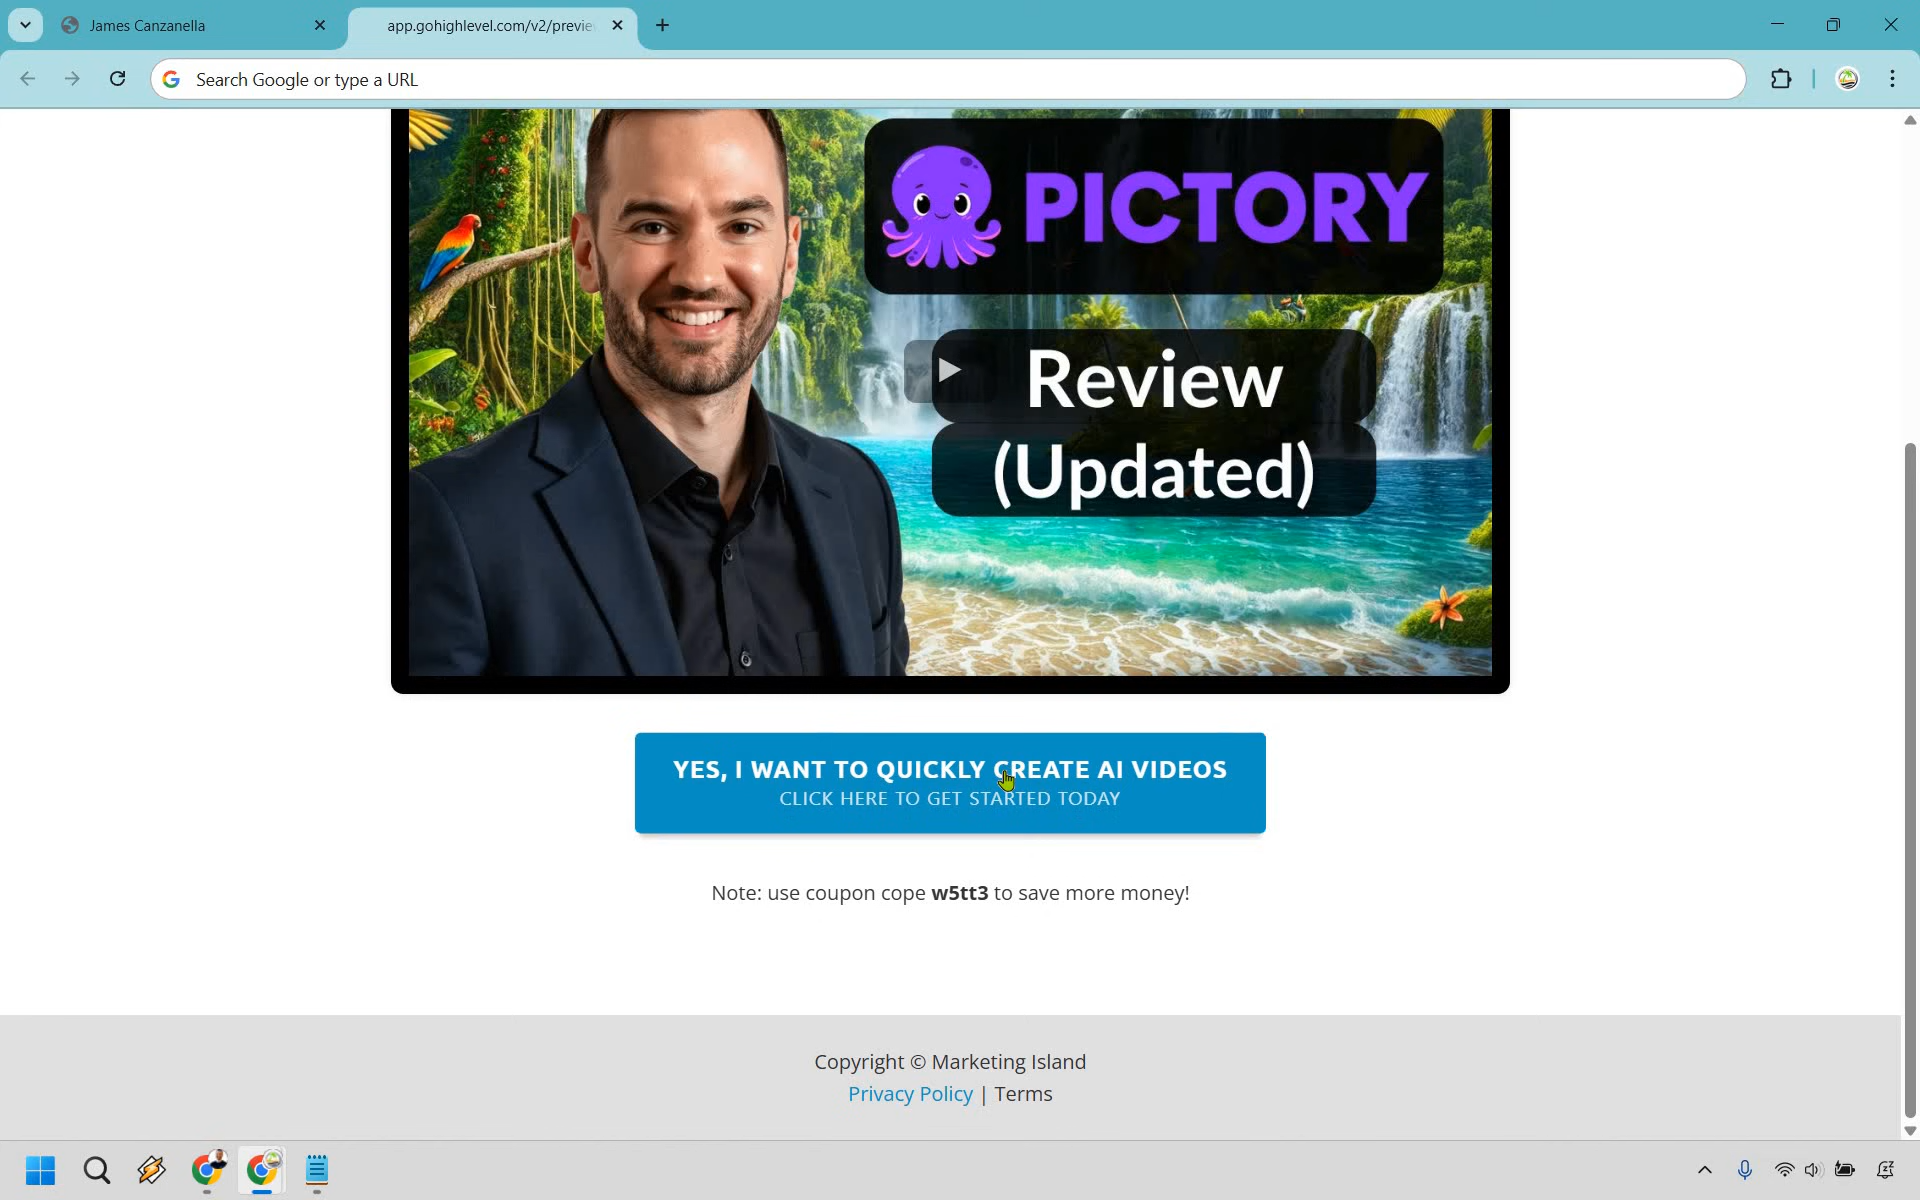 James Canzanella
app.gohighlevel.com/v2/previe
Search Google or type a URL
PICTORY
Review
(Updated)
YES, I WANT TO QUICKLY CREATE AI VIDEOS
CLICK HERE TO GET STARTED TODAY
Note: use coupon cope w5tt3 to save more money!
Copyright © Marketing Island
Privacy Policy | Terms